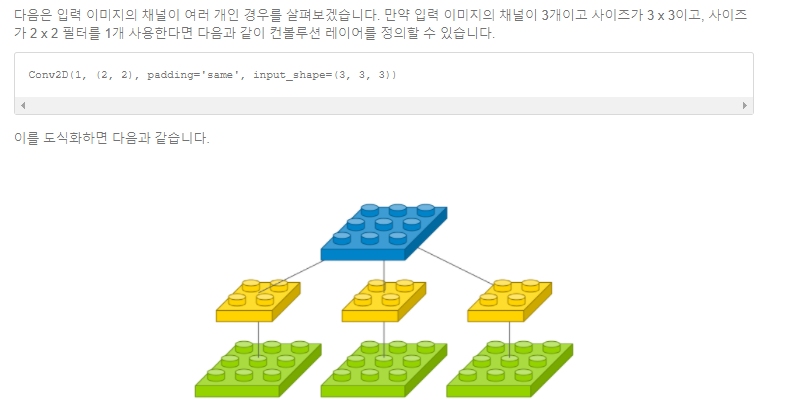 다음은 입력 이미지의 채널이 여러 개인 경우를 살펴보겠습니다. 만약 입력 이미지의 채널이 3개이고 사이즈가 3 x 3이고, 사이즈
가 2 x 2 필터를 1개 사용한다면 다음과 같이 컨볼루션 레이어를 정의할 수 있습니다.
Conv2D(1, (2, 2), padding='same', input_shape=(3, 3, 3))
이를 도식화하면 다음과 같습니다.